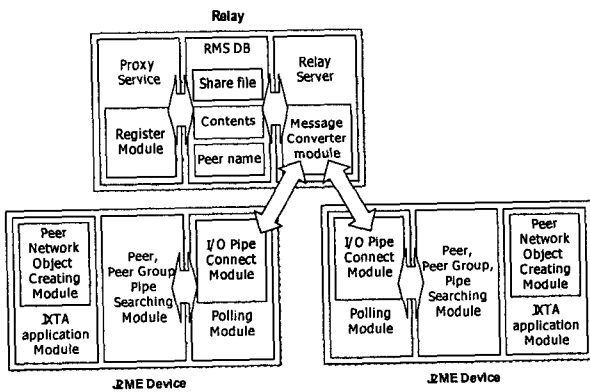 Relay
Proxy
Service
Register
Module
RMS DB
Share file
Contents
Peer name
Relay
Server
Message
Converter
module
Peer
Network
Object
Creating
Module
JXTA
application
Module
Peer,
Peer Group,
Pipe
Searching
Module
I/O Pipe
Connect
Module
Polling
Module
J2ME Device
I/O Pipe
Connect
Module
Polling
Module
Peer,
Peer Group,
Pipe
Searching
Module
Peer
Network
Object
Creating
Module
JXTA
application
Module
J2ME Device